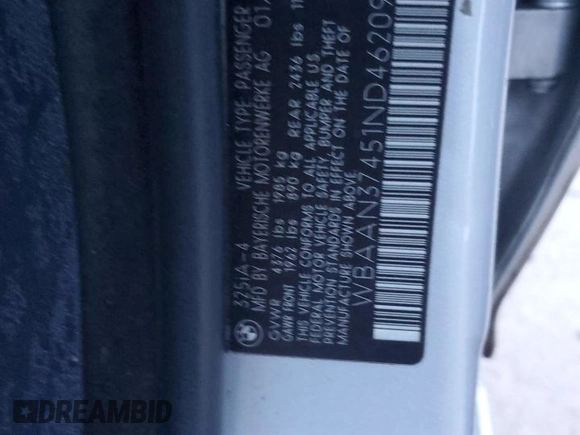 325IA-4 VEHICLE TYPE: PASSENGER
MFD BY BAYERISCHE MOTORENWERKE AG 01
GVWR 4376 lbs 1985 kg
GAWR FRONT 1962 lbs 890 kg REAR 2436 lbs
THIS VEHICLE CONFORMS TO ALL APPLICABLE U.S.
FEDERAL MOTOR VEHICLE SAFETY, BUMPER AND THEFT
PREVENTION STANDARDS IN EFFECT ON THE DATE OF
MANUFACTURE SHOWN ABOVE.
WBAAN37451ND46209
DREAMBID